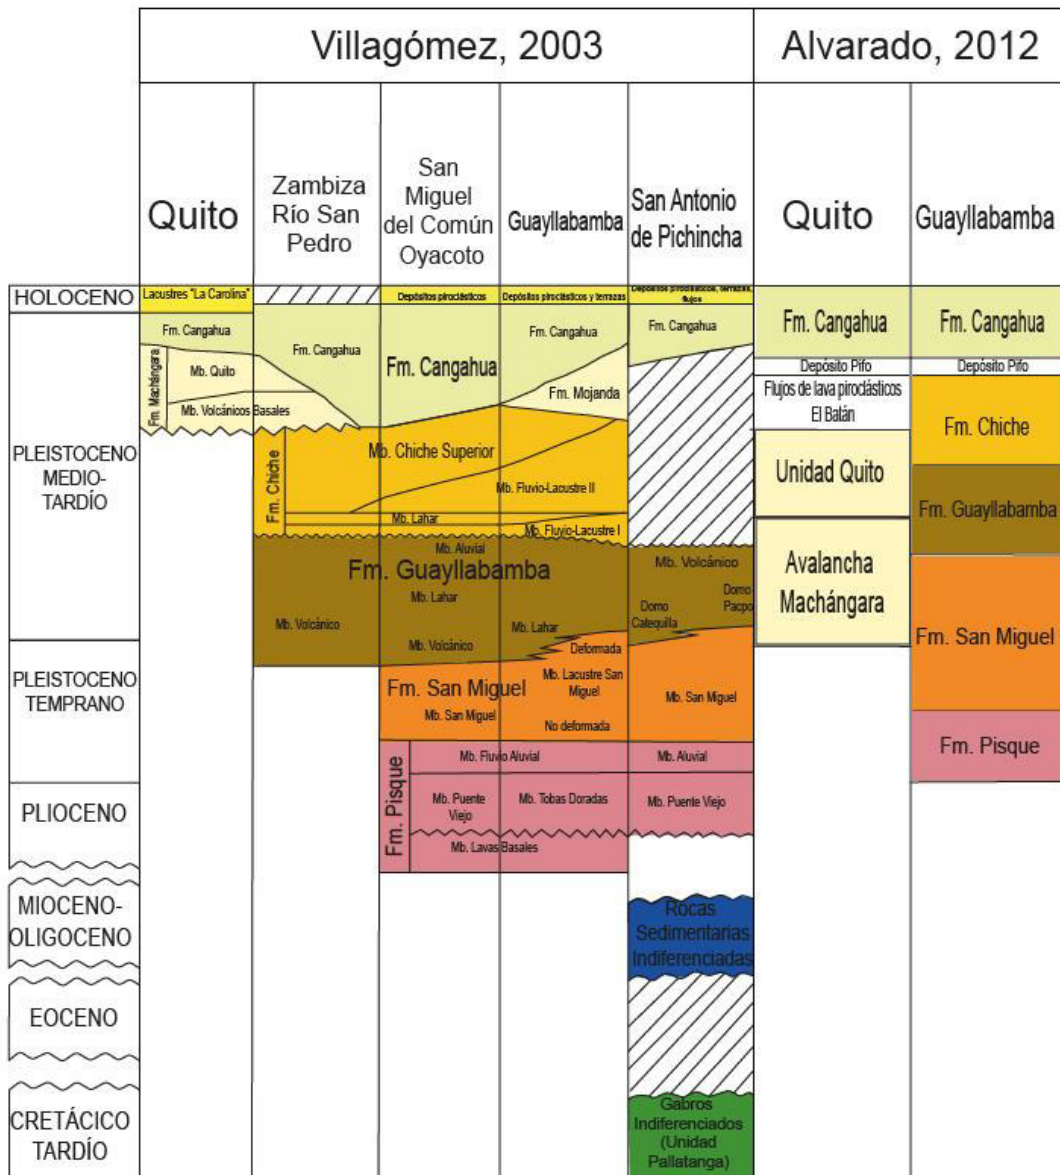 Villagómez, 2003
Alvarado, 2012
Quito
Zambiza
Río San
Pedro
San
Miguel
del Común
Oyacoto
Guayllabamba
San Antonio
de Pichincha
Quito
Guayllabamba
HOLOCENO
Lacustres "La Carolina"
Depósitos piroclásticos
Depósitos piroclásticos y terrazas
Depósitos piroclásticos, terrazas,
flujos
PLEISTOCENO
MEDIO-
TARDÍO
Fm. Cangahua
Fm. Machángara
Mb. Quito
Mb. Volcánicos Basales
Fm. Cangahua
Fm. Cangahua
Fm. Cangahua
Fm. Mojanda
Fm. Cangahua
Fm. Chiche
Mb. Chiche Superior
Mb. Fluvio-Lacustre II
Mb. Lahar
Mb. Fluvio-Lacustre I
Mb. Aluvial
Fm. Guayllabamba
Mb. Lahar
Mb. Volcánico
Mb. Volcánico
Mb. Lahar
Mb. Volcánico
Domo
Pacpo
Domo
Catequilla
Fm. Cangahua
Depósito Pifo
Flujos de lava piroclásticos
El Batán
Unidad Quito
Avalancha
Machángara
Fm. Cangahua
Depósito Pifo
Fm. Chiche
Fm. Guayllabamba
Fm. San Miguel
Fm. Pisque
PLEISTOCENO
TEMPRANO
Fm. San Miguel
Mb. San Miguel
Deformada
Mb. Lacustre San
Miguel
No deformada
Mb. San Miguel
Fm. Pisque
Mb. Fluvio Aluvial
Mb. Aluvial
PLIOCENO
Mb. Puente
Viejo
Mb. Tobas Doradas
Mb. Puente Viejo
Mb. Lavas Basales
MIOCENO-
OLIGOCENO
Rocas
Sedimentarias
Indiferenciadas
EOCENO
CRETÁCICO
TARDÍO
Gabros
Indiferenciados
(Unidad
Pallatanga)